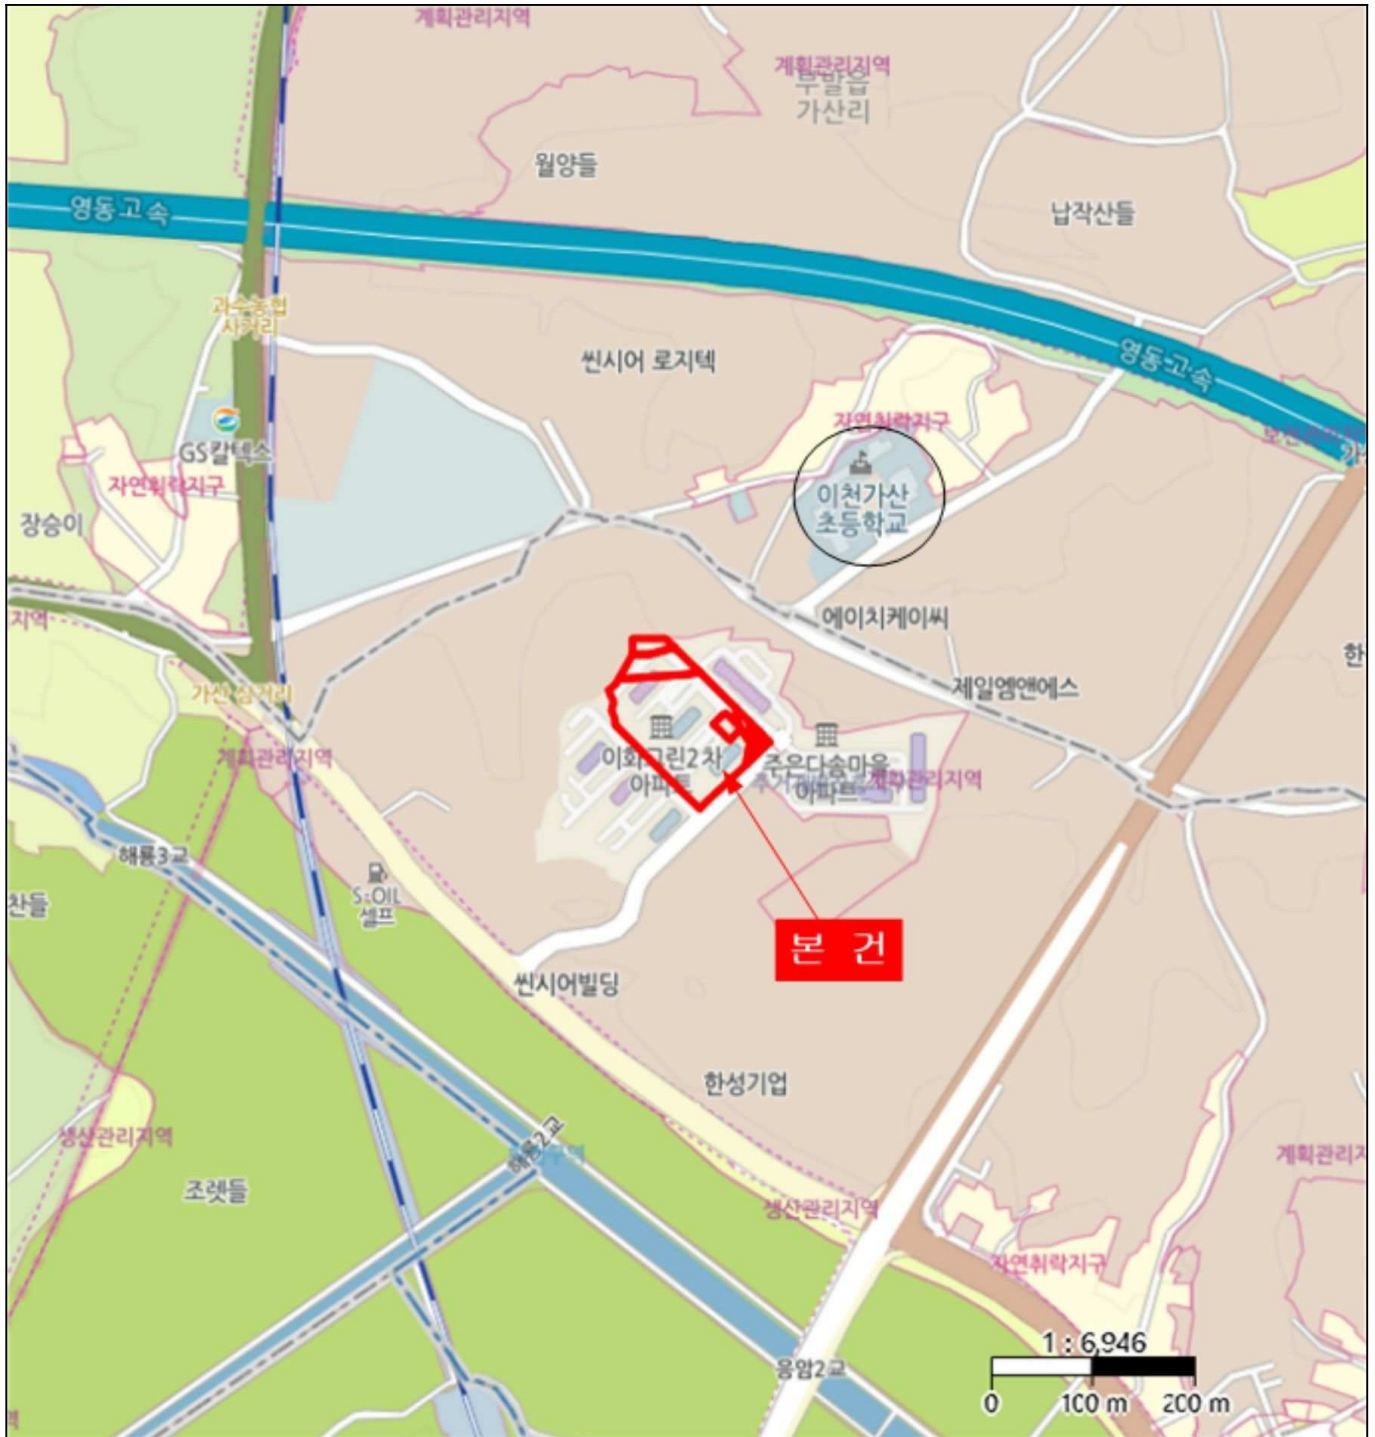 계획관리지역
계획관리지역
부발읍
가산리
월양들
영동고속
납작산들
과수농협
사거리
씬시어 로지텍
영동고속
자연취락지구
GS칼텍스
자연취락지구
이천가산
초등학교
장승이
지역
에이치케이씨
한
제일엠앤에스
가산 삼거리
계획관리지역
이화그린2차
아파트
주은다솜마을
아파트
계획관리지역
해룡3교
S-OIL
셀프
찬들
본 건
씬시어빌딩
한성기업
해룡2교
생산관리지역
계획관리지
조렛들
생산관리지역
자연취락지구
1 : 6,946
응암2교
0 100 m 200 m